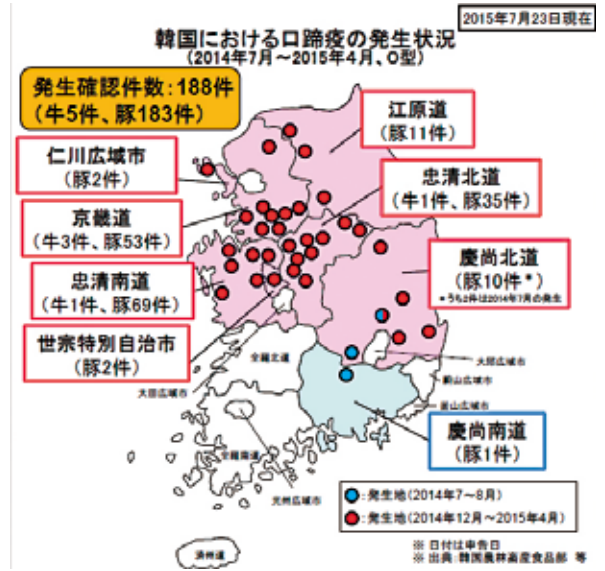 2015年7月23日現在
韓国における口蹄疫の発生状況
(2014年7月～2015年4月、O型)
発生確認件数:188件
(牛5件、豚183件)
江原道
(豚11件)
仁川広域市
(豚2件)
忠清北道
(牛1件、豚35件)
京畿道
(牛3件、豚53件)
慶尚北道
(豚10件*)
*うち2件は2014年7月の発生
忠清南道
(牛1件、豚69件)
世宗特別自治市
(豚2件)
全羅北道
大邱広域市
大田広域市
蔚山広域市
釜山広域市
慶尚南道
(豚1件)
全羅南道
光州広域市
済州道
:発生地(2014年7～8月)
:発生地(2014年12月～2015年4月)
※ 日付は申告日
※ 出典:韓国農林畜産食品部 等